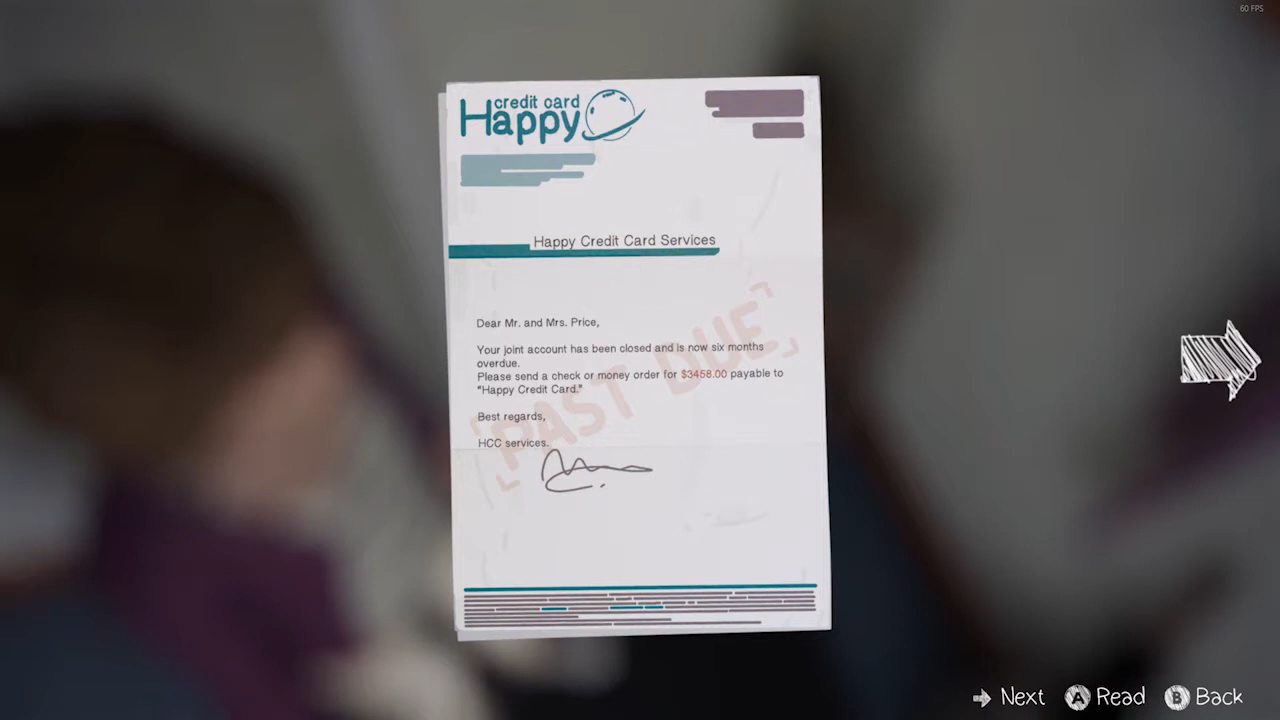 60 FPS
credit card
Happy
Happy Credit Card Services
Dear Mr. and Mrs. Price,
Your joint account has been closed and is now six months
overdue.
Please send a check or money order for $3458.00 payable to
"Happy Credit Card."
PAST DUE
Best regards,
HCC services.
Next
A Read
B Back